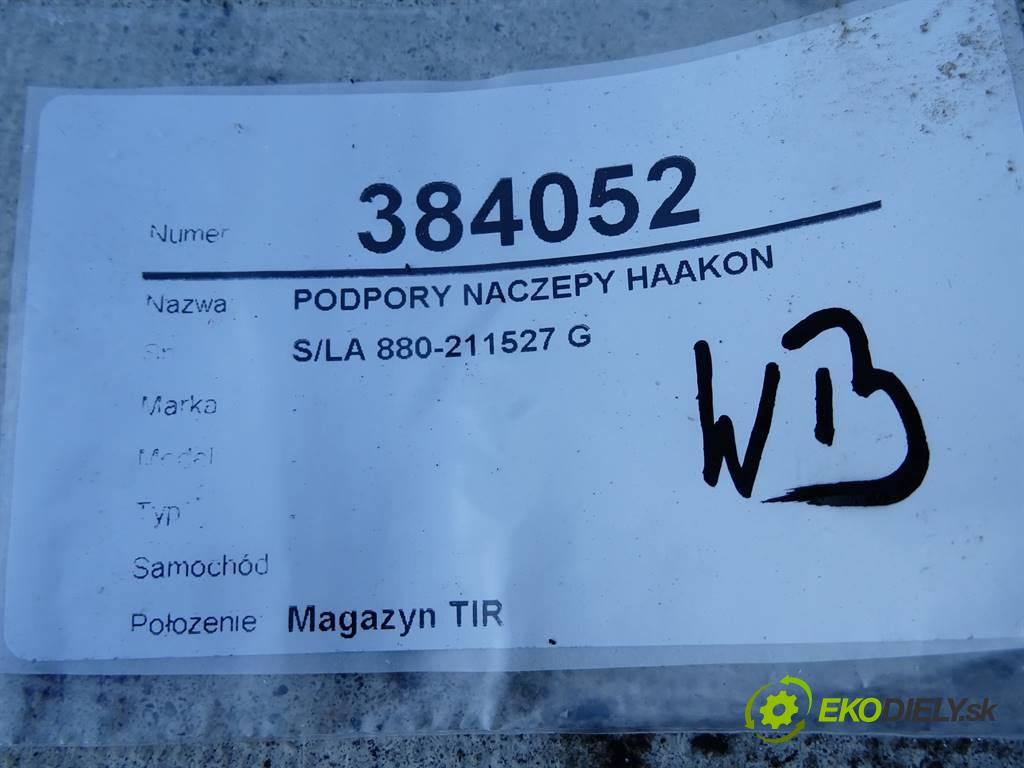 Numer 384052
Nazwa PODPORY NACZEPY HAAKON
S/LA 880-211527 G
Marka -
Model -
Typ -
Samochód
Położenie Magazyn TIR
WB
EKODIELY.sk